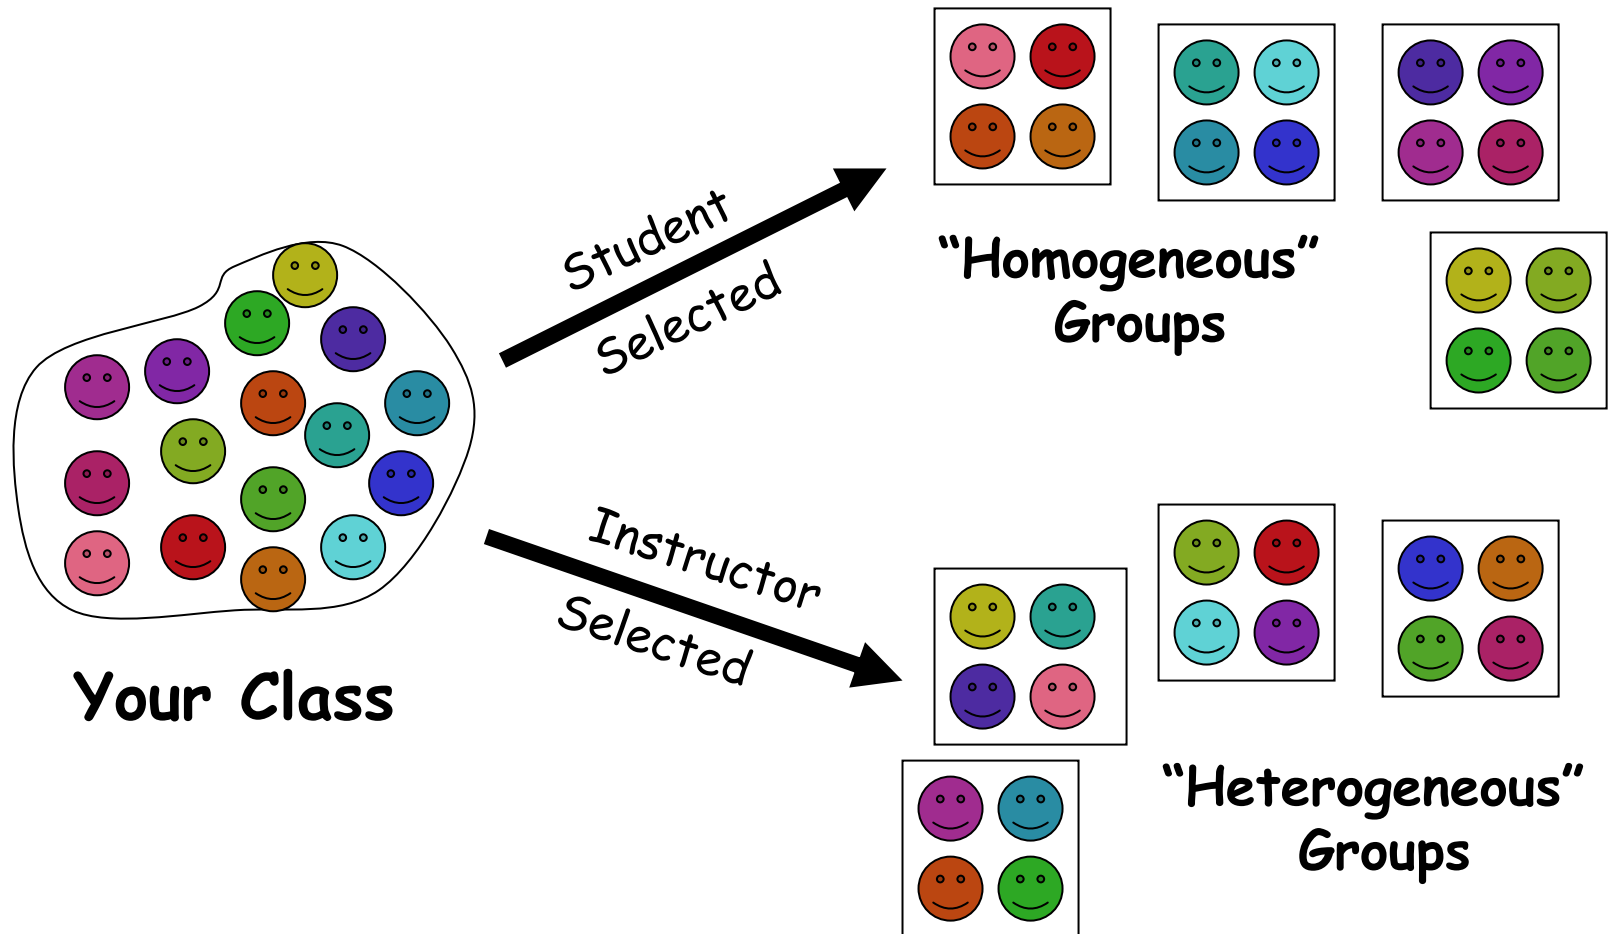 Your Class
Student
Selected
“Homogeneous”
Groups
Instructor
Selected
“Heterogeneous”
Groups